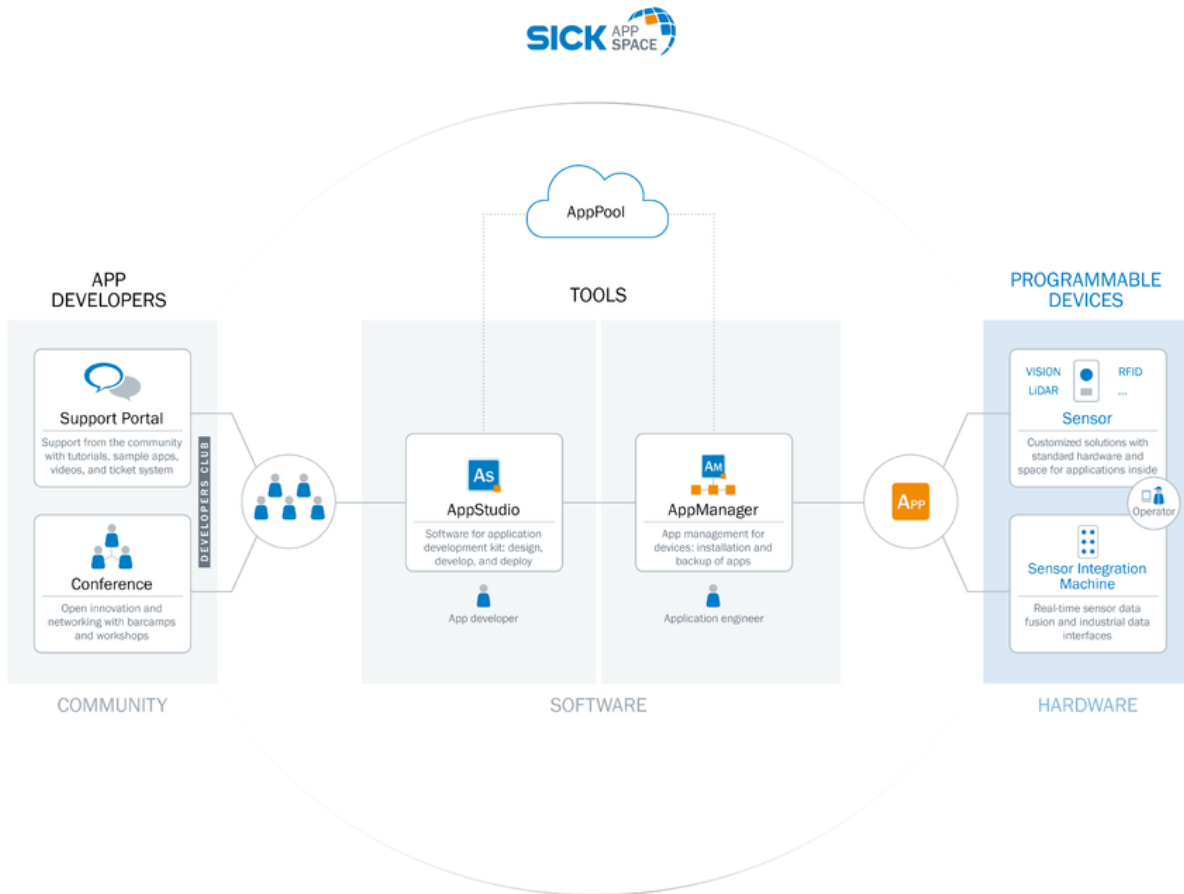 SICK APP
SPACE
AppPool
APP
DEVELOPERS
TOOLS
PROGRAMMABLE
DEVICES
Support Portal
Support from the community
with tutorials, sample apps,
videos, and ticket system
Conference
Open innovation and
networking with barcamps
and workshops
DEVELOPERS CLUB
As
AppStudio
Software for application
development kit: design,
develop, and deploy
App developer
AM
AppManager
App management for
devices: installation and
backup of apps
Application engineer
APP
VISION
RFID
LiDAR
...
Sensor
Customized solutions with
standard hardware and
space for applications inside
Operator
Sensor Integration
Machine
Real-time sensor data
fusion and industrial data
interfaces
COMMUNITY
SOFTWARE
HARDWARE